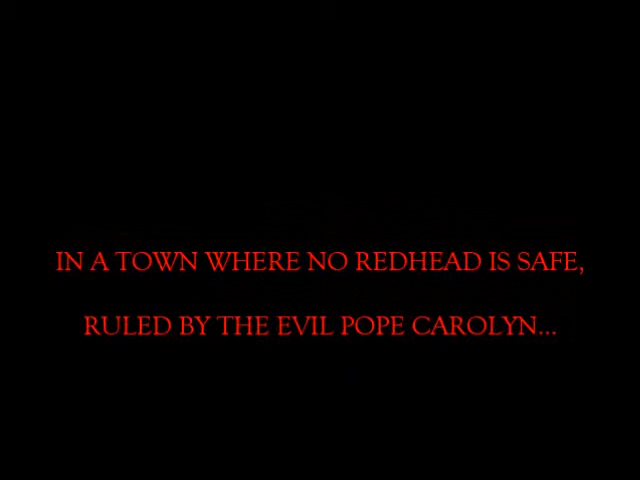 IN A TOWN WHERE NO REDHEAD IS SAFE,
RULED BY THE EVIL POPE CAROLYN...